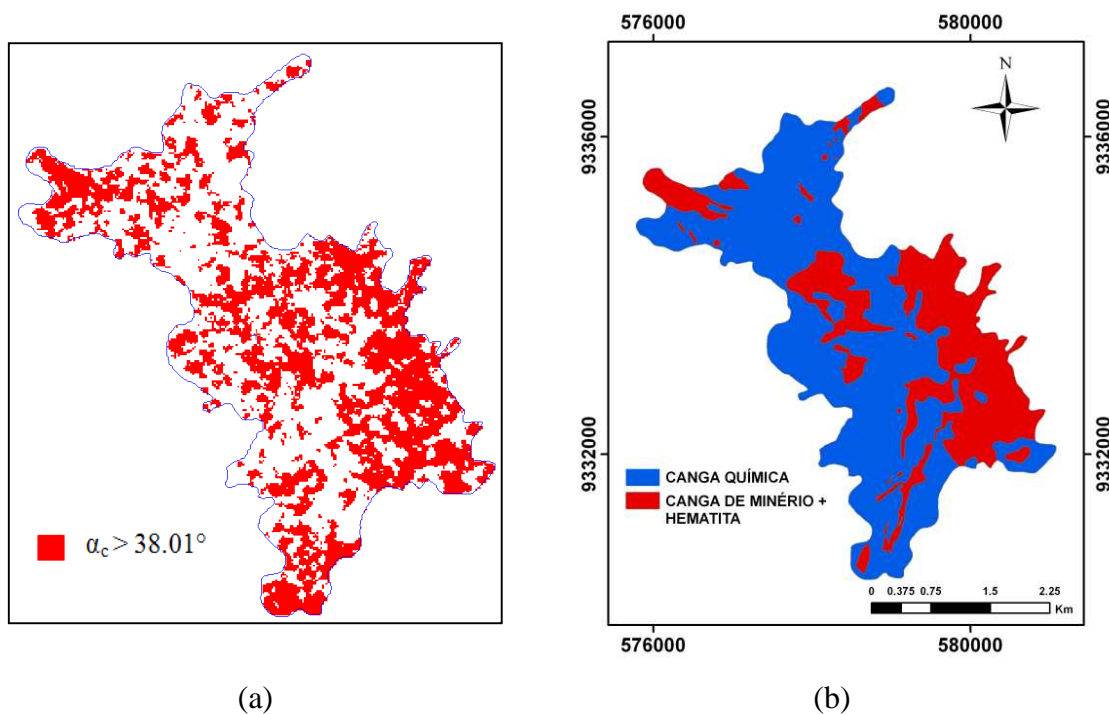 576000
580000
N
9336000
9336000
9332000
9332000
α_c > 38.01°
CANGA QUÍMICA
CANGA DE MINÉRIO +
HEMATITA
0 0.375 0.75 1.5 2.25
Km
576000
580000
(a)
(b)